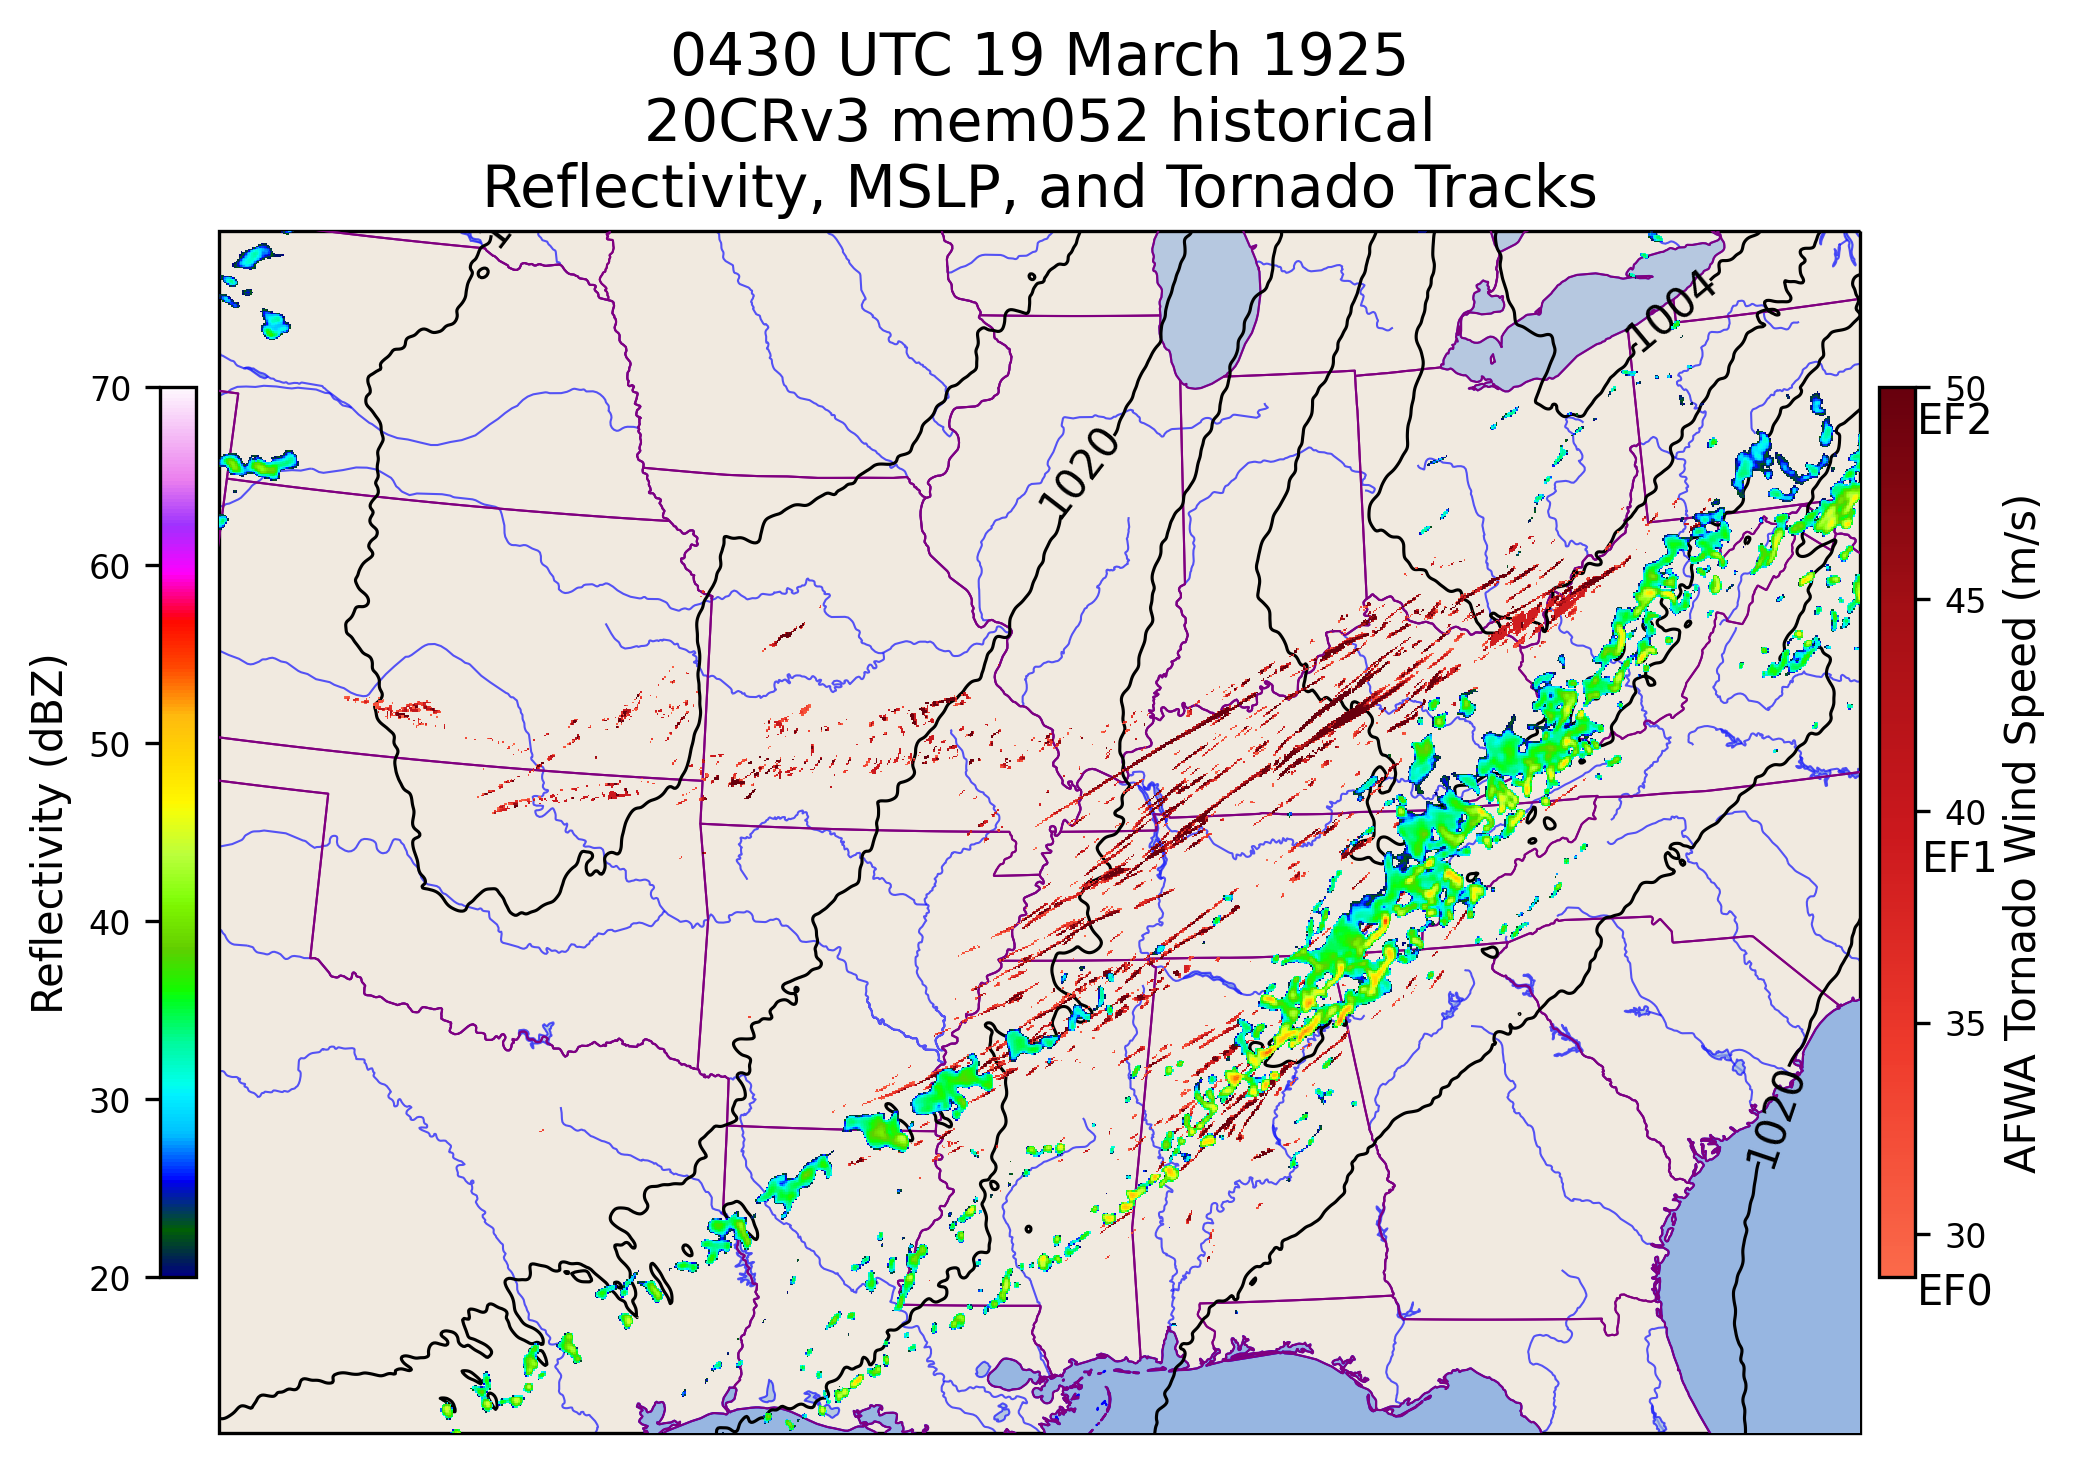 0430 UTC 19 March 1925
20CRv3 mem052 historical
Reflectivity, MSLP, and Tornado Tracks
1004
1020
1020
70
60
50
40
30
20
Reflectivity (dBZ)
50
EF2
45
40
EF1
35
30
EF0
AFWA Tornado Wind Speed (m/s)